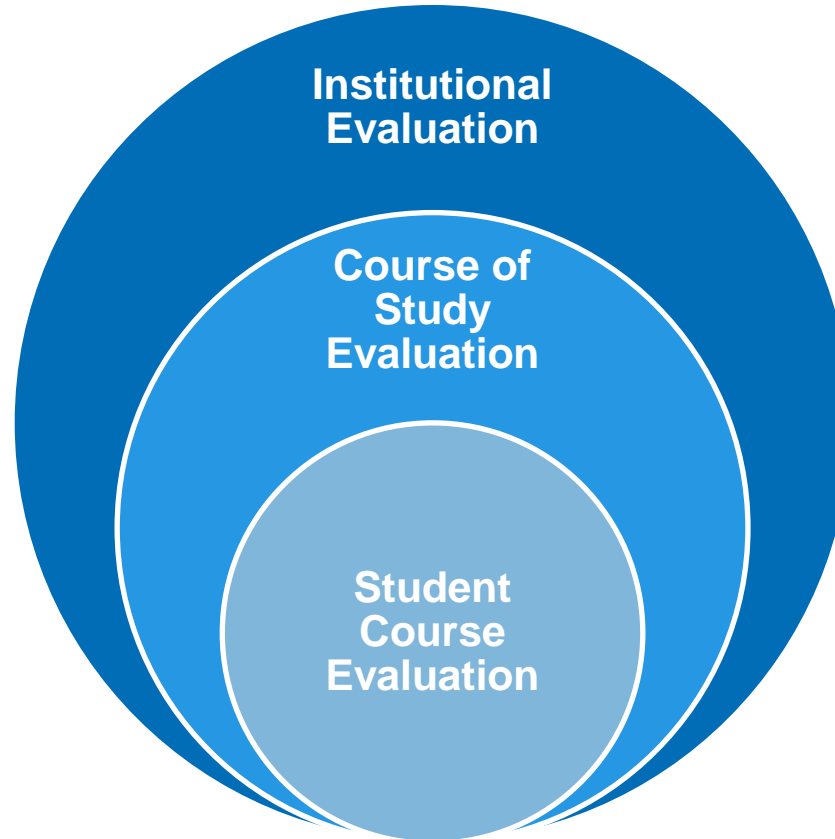 Institutional
Evaluation
Course of
Study
Evaluation
Student
Course
Evaluation